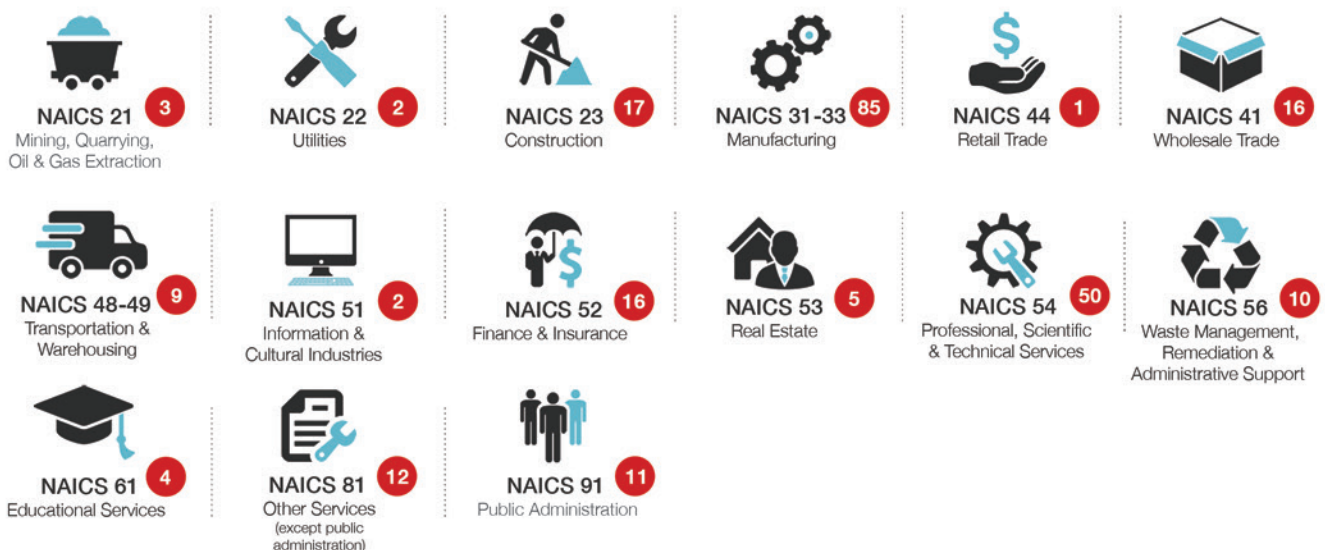 NAICS 21 3
Mining, Quarrying,
Oil & Gas Extraction
NAICS 22 2
Utilities
NAICS 23 17
Construction
NAICS 31-33 85
Manufacturing
$
NAICS 44 1
Retail Trade
NAICS 41 16
Wholesale Trade
NAICS 48-49 9
Transportation &
Warehousing
NAICS 51 2
Information &
Cultural Industries
$
NAICS 52 16
Finance & Insurance
NAICS 53 5
Real Estate
NAICS 54 50
Professional, Scientific
& Technical Services
NAICS 56 10
Waste Management,
Remediation &
Administrative Support
NAICS 61 4
Educational Services
NAICS 81 12
Other Services
(except public
administration)
NAICS 91 11
Public Administration